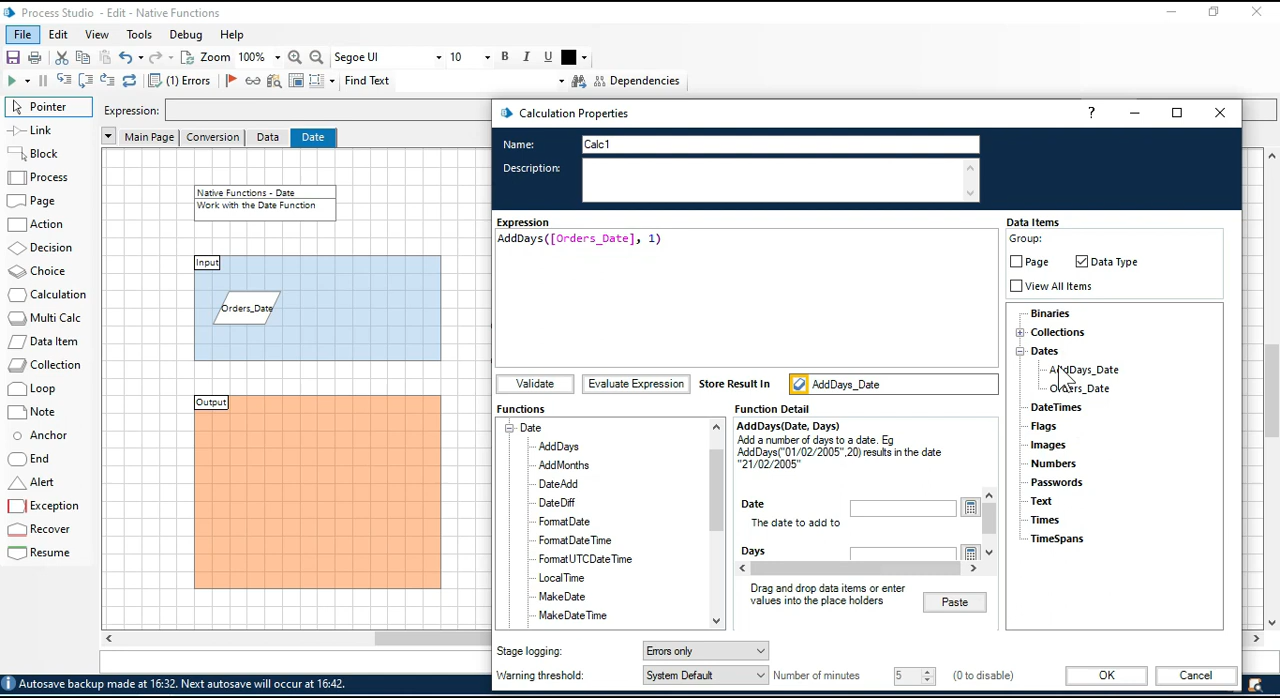 Process Studio - Edit - Native Functions
File Edit View Tools Debug Help
Zoom 100% Segoe UI 10 B I U
(1) Errors Find Text Dependencies
Pointer
Link
Block
Process
Page
Action
Decision
Choice
Calculation
Multi Calc
Data Item
Collection
Loop
Note
Anchor
End
Alert
Exception
Recover
Resume
Expression:
Main Page Conversion Data Date
Native Functions - Date
Work with the Date Function
Input
Orders_Date
Output
Calculation Properties ?
Name: Calc1
Description:
Expression
AddDays([Orders_Date], 1)
Validate Evaluate Expression Store Result In AddDays_Date
Functions
Date
AddDays
AddMonths
DateAdd
DateDiff
FormatDate
FormatDateTime
FormatUTCDateTime
LocalTime
MakeDate
MakeDateTime
Function Detail
AddDays(Date, Days)
Add a number of days to a date. Eg
AddDays("01/02/2005",20) results in the date
"21/02/2005"
Date
The date to add to
Days
Drag and drop data items or enter
values into the place holders
Paste
Data Items
Group:
Page Data Type
View All Items
Binaries
Collections
Dates
AddDays_Date
Orders_Date
DateTimes
Flags
Images
Numbers
Passwords
Text
Times
TimeSpans
Stage logging: Errors only
Warning threshold: System Default Number of minutes 5 (0 to disable)
OK Cancel
Autosave backup made at 16:32. Next autosave will occur at 16:42.